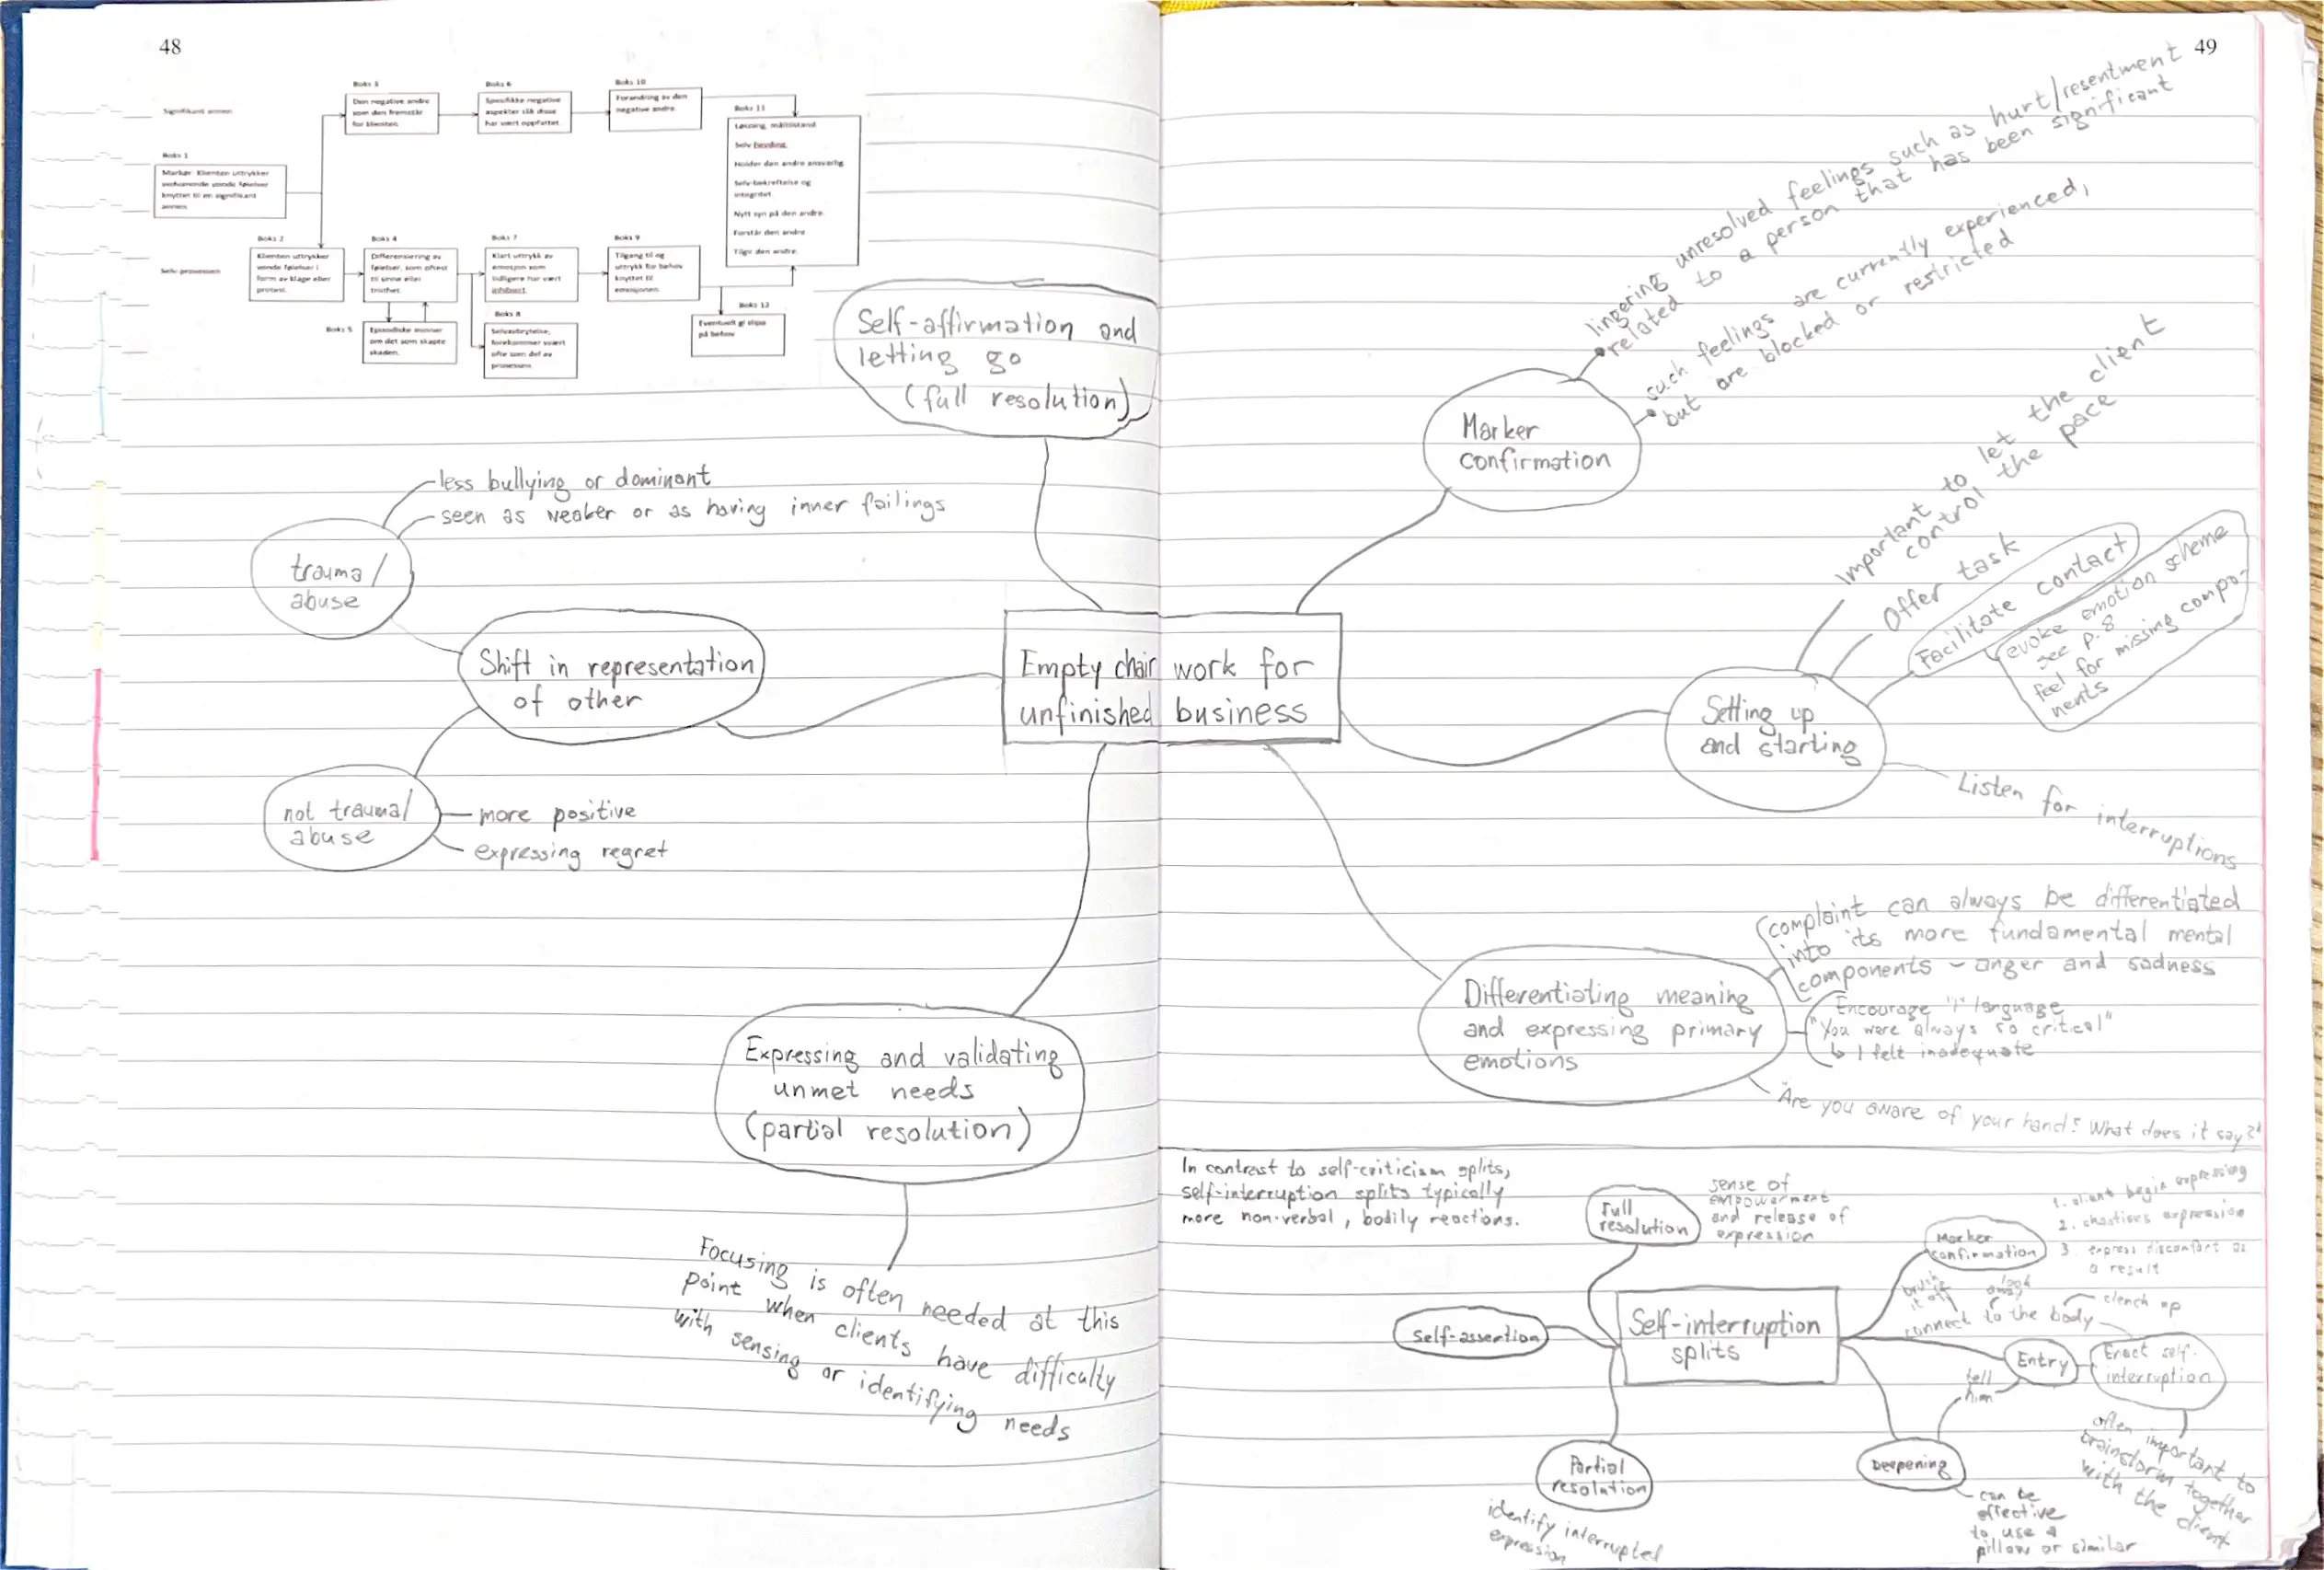 48
Signifikant annen
Boks 1
Markør: Klienten uttrykker
vedvarende vonde følelser
knyttet til en signifikant
annen.
Boks 3
Den negative andre
som den fremstår
for klienten.
Boks 6
Spesifikke negative
aspekter slik disse
har vært oppfattet.
Boks 10
Forandring av den
negative andre.
Boks 11
Løsning, måltilstand.
Selv
Holder den andre ansvarlig.
Selv-bekreftelse og
integritet.
Nytt syn på den andre.
Forstår den andre
Tilgir den andre.
Selv-prosessen
Boks 2
Klienten uttrykker
vonde følelser i
form av klage eller
protest.
Boks 4
Differensiering av
følelser, som oftest
til sinne eller
tristhet.
Boks 7
Klart uttrykk av
emosjon som
tidligere har vært
Boks 9
Tilgang til og
uttrykk for behov
knyttet til
emosjonen.
Boks 5
Episodiske minner
om det som skapte
skaden.
Boks 8
Selvavbrytelse,
forekommer svært
ofte som del av
prosessen.
Boks 12
Eventuelt gi slipp
på behov
Self-affirmation and
letting go
(full resolution)
less bullying or dominant
seen as weaker or as having inner failings
trauma/
abuse
Shift in representation
of other
not trauma/
abuse
more positive
expressing regret
Empty chair work for
unfinished business
Expressing and validating
unmet needs
(partial resolution)
Focusing is often needed at this
point when clients have difficulty
with sensing or identifying needs
49
lingering unresolved feelings such as hurt/resentment
related to a person that has been significant
such feelings are currently experienced,
but are blocked or restricted
Marker
confirmation
Important to let the client
control the pace
Offer task
Facilitate contact
evoke emotion scheme
see p. 8
feel for missing compo-
nents
Setting up
and starting
Listen for interruptions
complaint can always be differentiated
into its more fundamental mental
components - anger and sadness
Differentiating meaning
and expressing primary
emotions
Encourage "I" language
"You were always so critical"
↳ I felt inadequate
"Are you aware of your hand? What does it say?"
In contrast to self-criticism splits,
self-interruption splits typically
more non-verbal, bodily reactions.
Full
resolution
sense of
empowerment
and release of
expression
Marker
confirmation
1. client begin expressing
2. chastises expression
3. express discomfort as
a result
brush
it off
look
away
clench up
connect to the body
Self-assertion
Self-interruption
splits
Entry
Enact self-
interruption
tell
him
often important to
brainstorm together
with the client
Partial
resolution
identify interrupted
expression
Deepening
can be
effective
to use a
pillow or similar